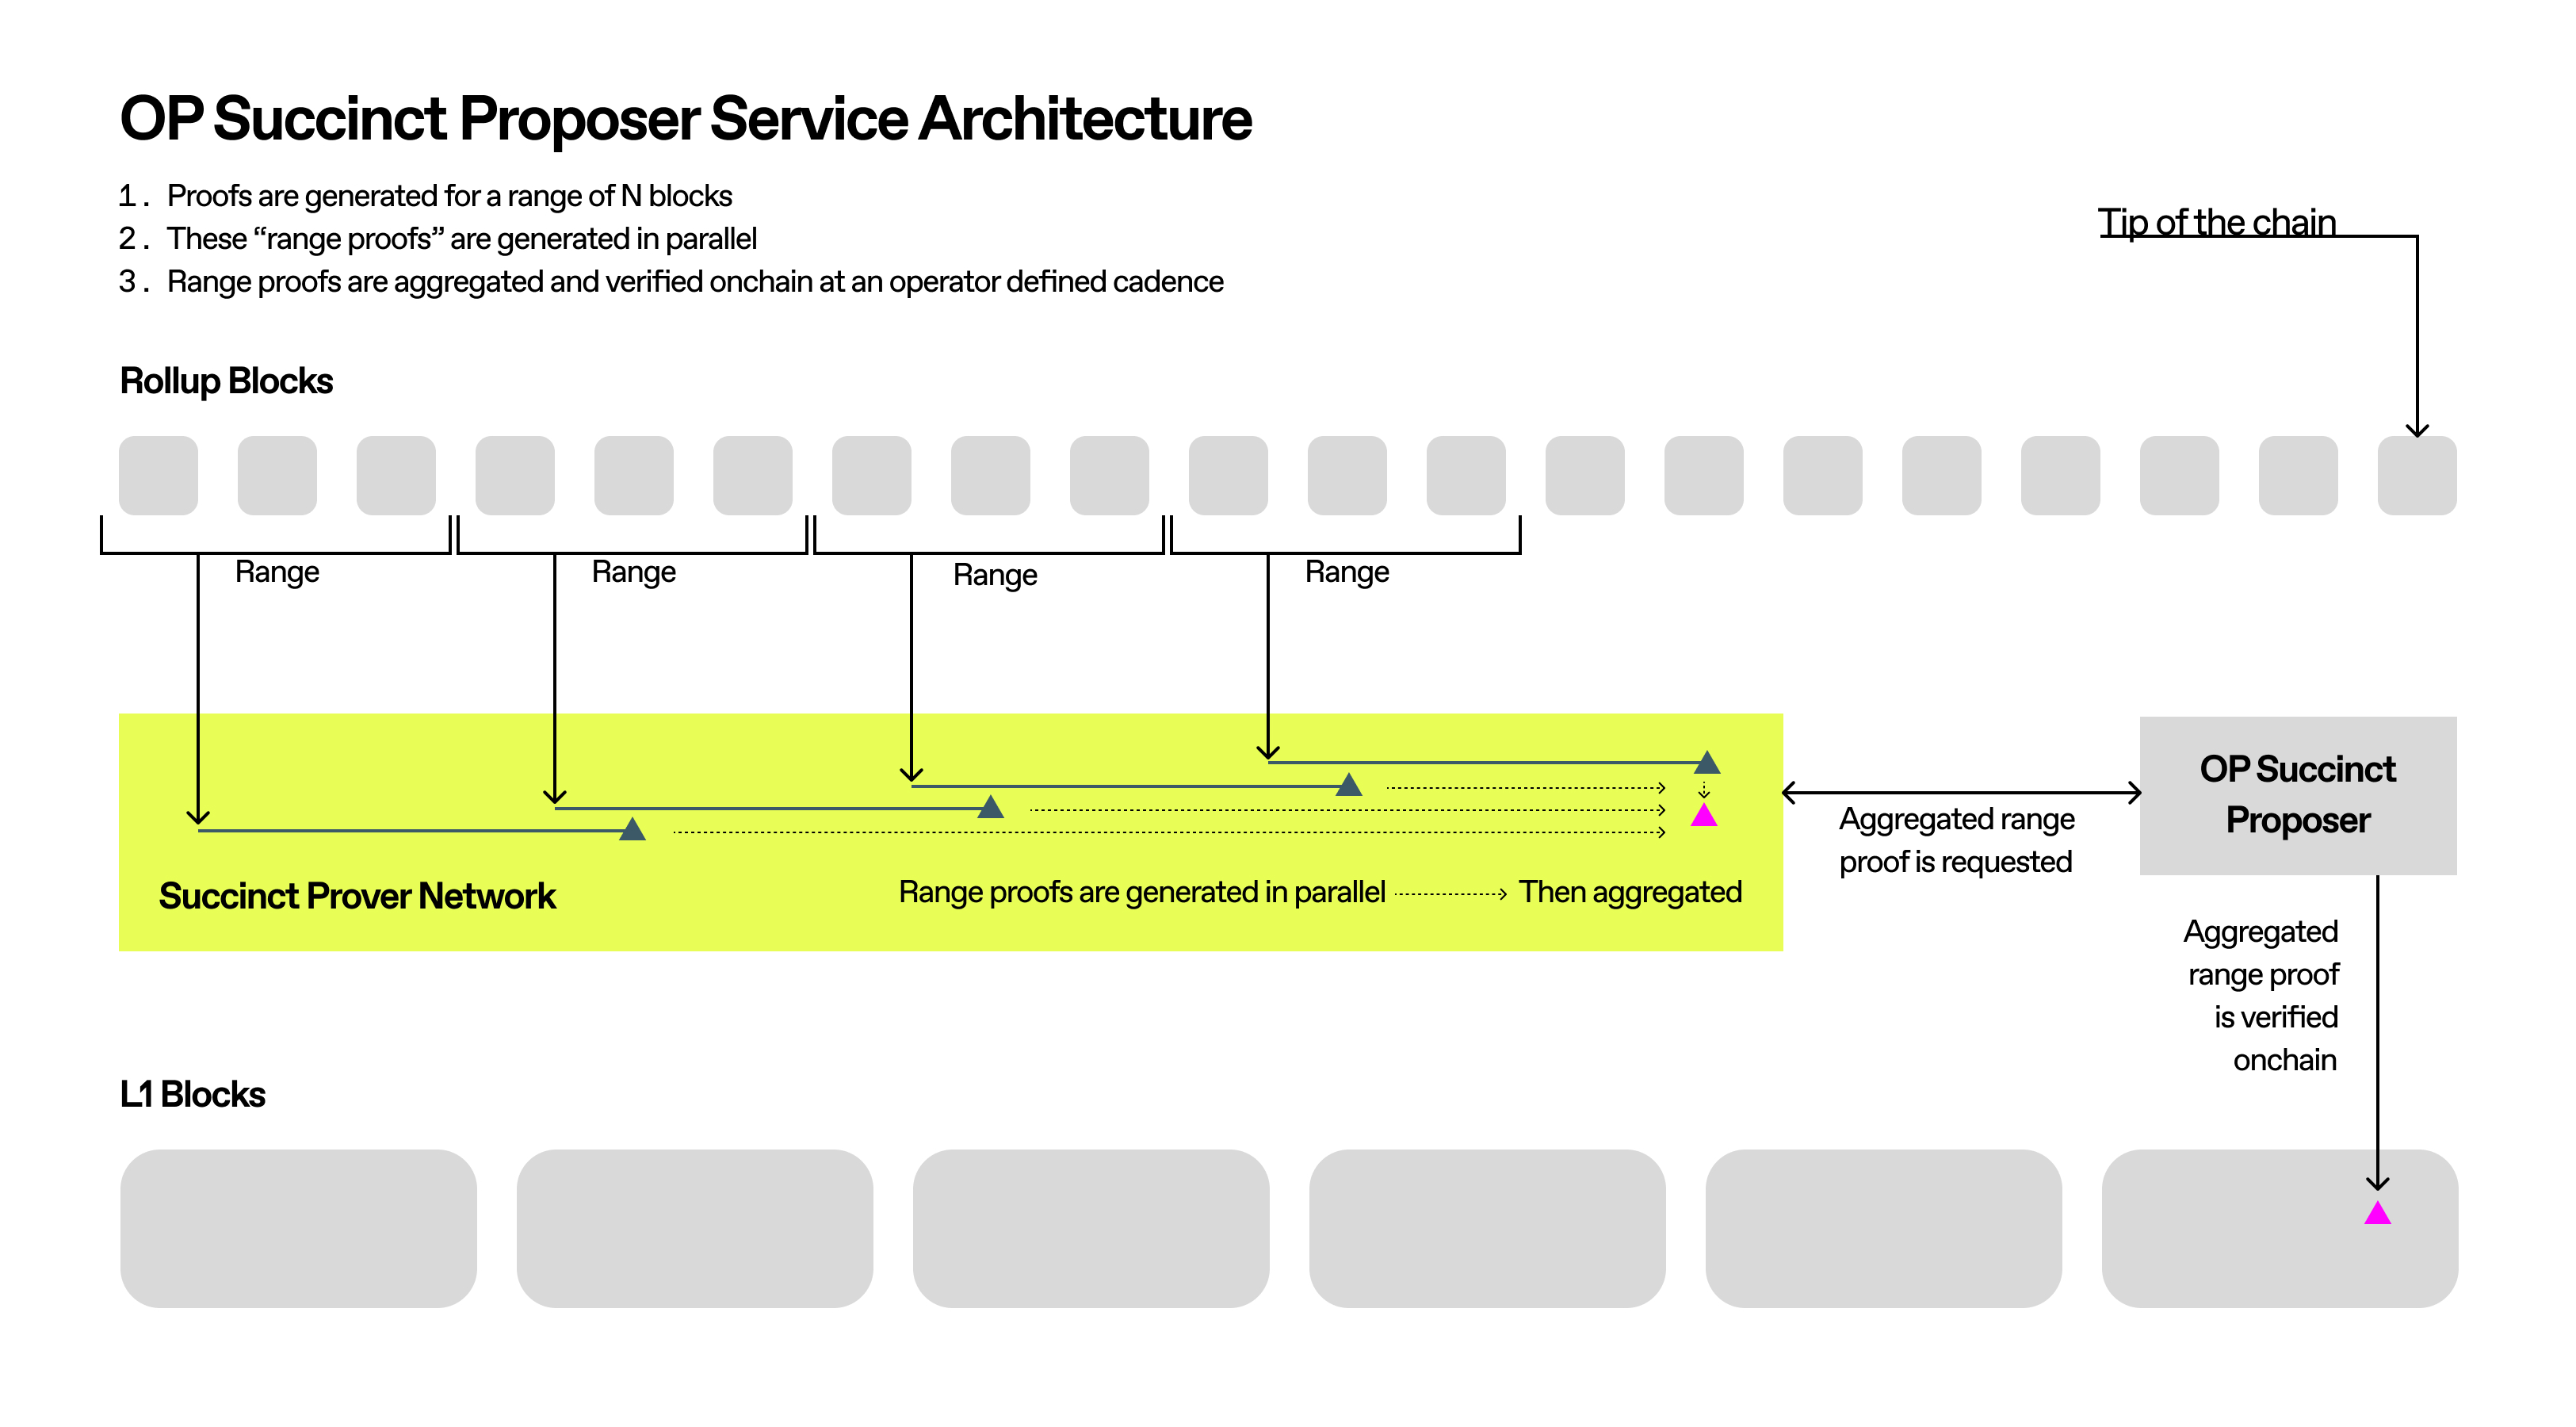 OP Succinct Proposer Service Architecture
1. Proofs are generated for a range of N blocks
2. These “range proofs” are generated in parallel
3. Range proofs are aggregated and verified onchain at an operator defined cadence
Tip of the chain
Rollup Blocks
Range
Range
Range
Range
OP Succinct
Proposer
Aggregated range
proof is requested
Succinct Prover Network
Range proofs are generated in parallel
Then aggregated
Aggregated
range proof
is verified
onchain
L1 Blocks